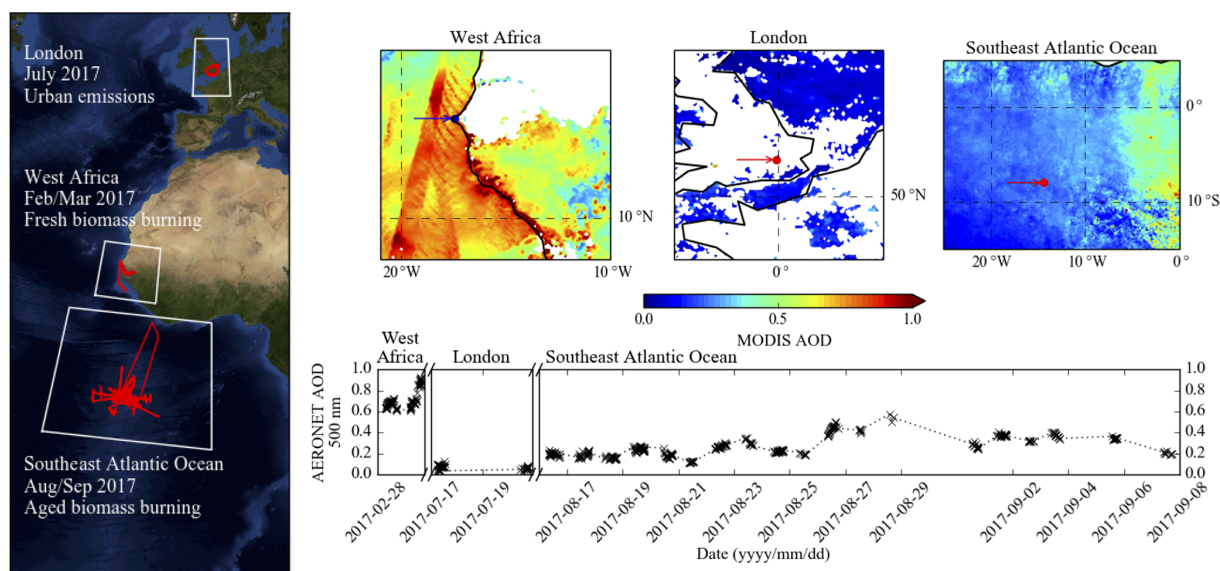 London
July 2017
Urban emissions
West Africa
Feb/Mar 2017
Fresh biomass burning
Southeast Atlantic Ocean
Aug/Sep 2017
Aged biomass burning
West Africa
10 °N
20 °W
10 °W
London
50 °N
0 °
Southeast Atlantic Ocean
0 °
10 °S
20 °W
10 °W
0 °
0.0
0.5
1.0
MODIS AOD
West
Africa
London
Southeast Atlantic Ocean
AERONET AOD
500 nm
1.0
0.8
0.6
0.4
0.2
0.0
1.0
0.8
0.6
0.4
0.2
0.0
2017-02-28
2017-07-17
2017-07-19
2017-08-17
2017-08-19
2017-08-21
2017-08-23
2017-08-25
2017-08-27
2017-08-29
2017-09-02
2017-09-04
2017-09-06
2017-09-08
Date (yyyy/mm/dd)